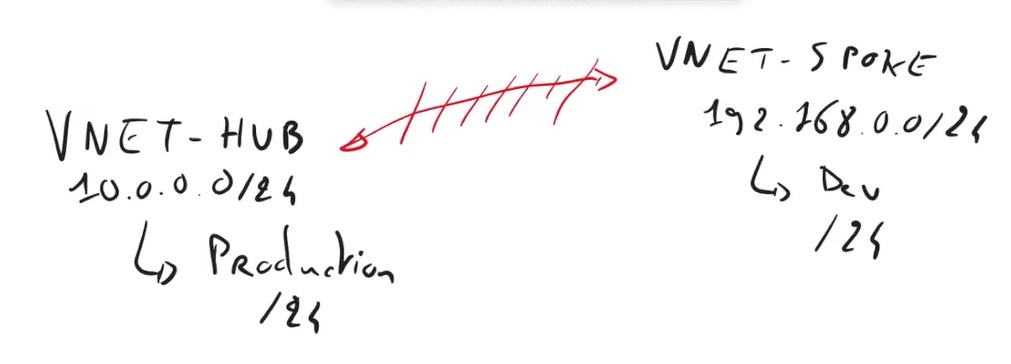 VNET-HUB
10.0.0.0/24
↳ Production
/24
VNET-SPOKE
192.168.0.0/24
↳ Dev
/24